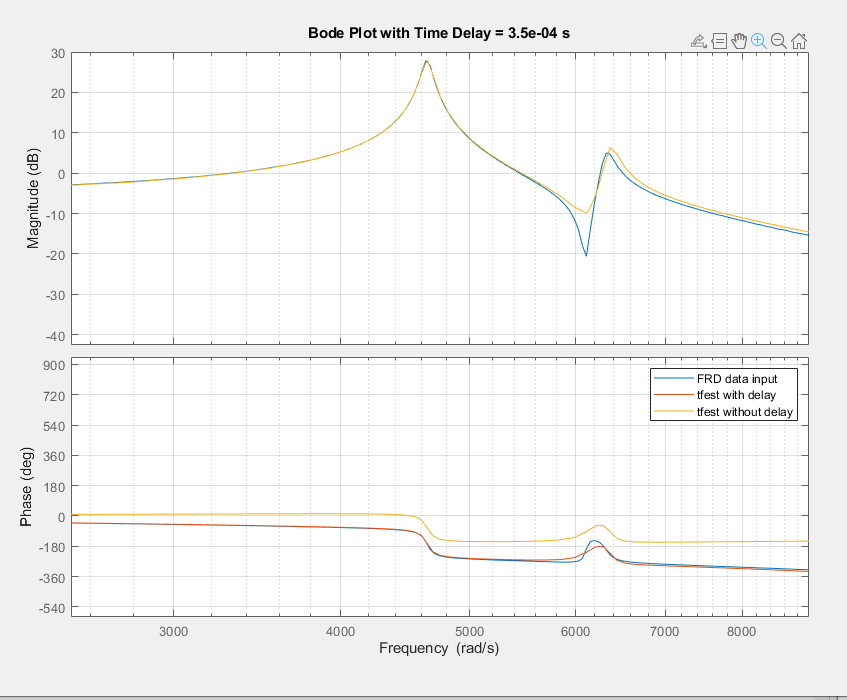 Bode Plot with Time Delay = 3.5e-04 s
30
20
10
0
-10
-20
-30
-40
Magnitude (dB)
900
720
540
360
180
0
-180
-360
-540
Phase (deg)
FRD data input
tfest with delay
tfest without delay
3000 4000 5000 6000 7000 8000
Frequency (rad/s)